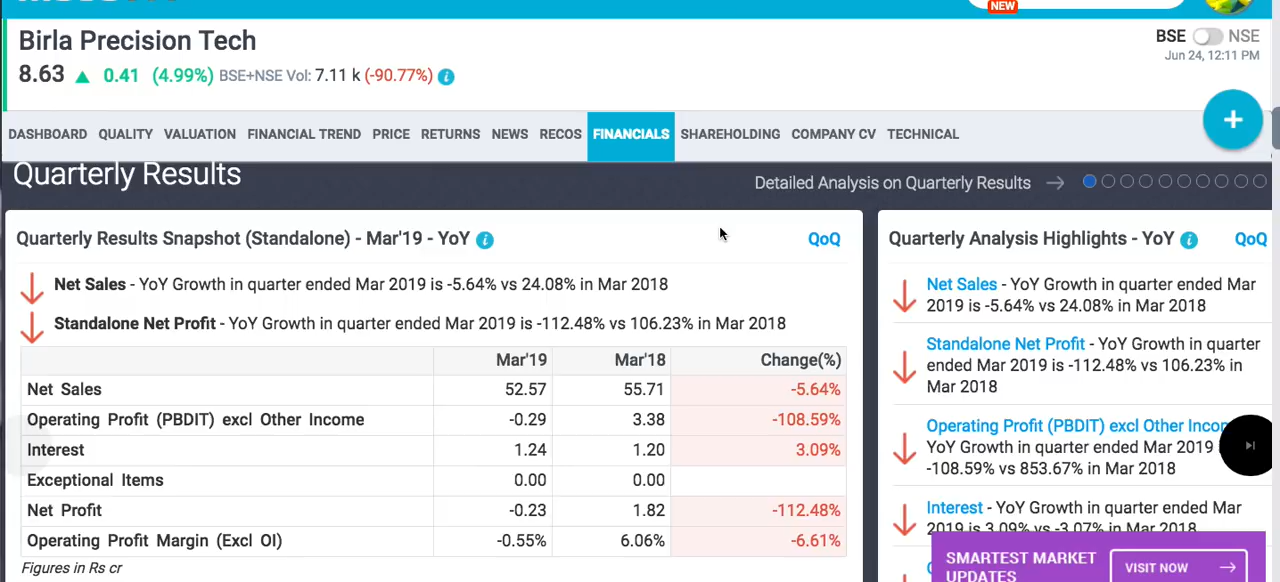 NEW
Birla Precision Tech
8.63 ▲ 0.41 (4.99%) BSE+NSE Vol: 7.11 k (-90.77%) i
BSE NSE
Jun 24, 12:11 PM
+
DASHBOARD QUALITY VALUATION FINANCIAL TREND PRICE RETURNS NEWS RECOS FINANCIALS SHAREHOLDING COMPANY CV TECHNICAL
Quarterly Results
Detailed Analysis on Quarterly Results →
Quarterly Results Snapshot (Standalone) - Mar'19 - YoY i QoQ
Net Sales - YoY Growth in quarter ended Mar 2019 is -5.64% vs 24.08% in Mar 2018
Standalone Net Profit - YoY Growth in quarter ended Mar 2019 is -112.48% vs 106.23% in Mar 2018
Mar'19 Mar'18 Change(%)
Net Sales 52.57 55.71 -5.64%
Operating Profit (PBDIT) excl Other Income -0.29 3.38 -108.59%
Interest 1.24 1.20 3.09%
Exceptional Items 0.00 0.00
Net Profit -0.23 1.82 -112.48%
Operating Profit Margin (Excl OI) -0.55% 6.06% -6.61%
Figures in Rs cr
Quarterly Analysis Highlights - YoY i QoQ
Net Sales - YoY Growth in quarter ended Mar
2019 is -5.64% vs 24.08% in Mar 2018
Standalone Net Profit - YoY Growth in quarter
ended Mar 2019 is -112.48% vs 106.23% in
Mar 2018
Operating Profit (PBDIT) excl Other
YoY Growth in quarter ended Mar 2019
-108.59% vs 853.67% in Mar 2018
Interest - YoY Growth in quarter ended Mar
2019 is 3.09% vs -3.07% in Mar 2018
SMARTEST MARKET
UPDATES
VISIT NOW →